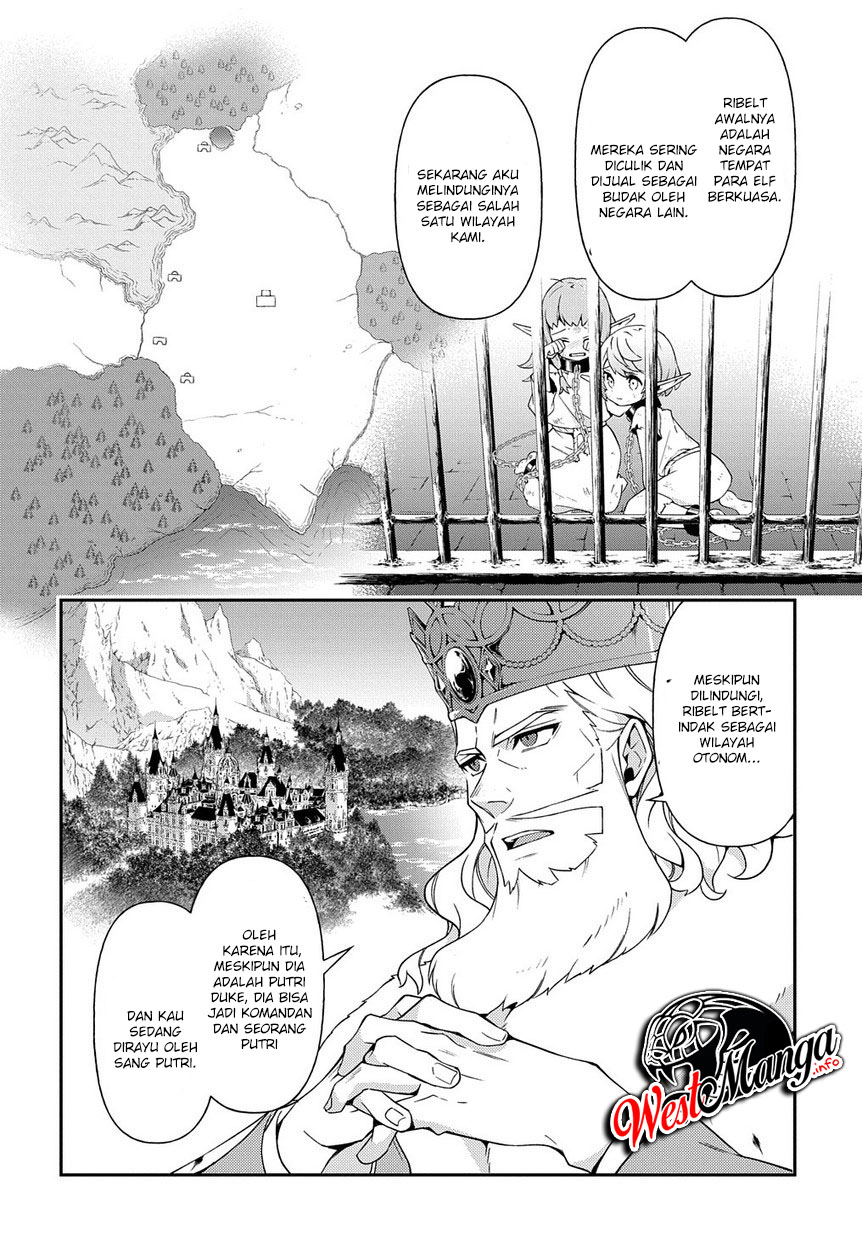 RIBELT
AWALNYA
ADALAH
NEGARA
TEMPAT
PARA ELF
BERKUASA.
MEREKA SERING
DICULIK DAN
DIJUAL SEBAGAI
BUDAK OLEH
NEGARA LAIN.
SEKARANG AKU
MELINDUNGINYA
SEBAGAI SALAH
SATU WILAYAH
KAMI.
MESKIPUN
DILINDUNGI,
RIBELT BERT-
INDAK SEBAGAI
WILAYAH
OTONOM...
OLEH
KARENA ITU,
MESKIPUN DIA
ADALAH PUTRI
DUKE, DIA BISA
JADI KOMANDAN
DAN SEORANG
PUTRI
DAN KAU
SEDANG
DIRAYU OLEH
SANG PUTRI.
WestManga
.info